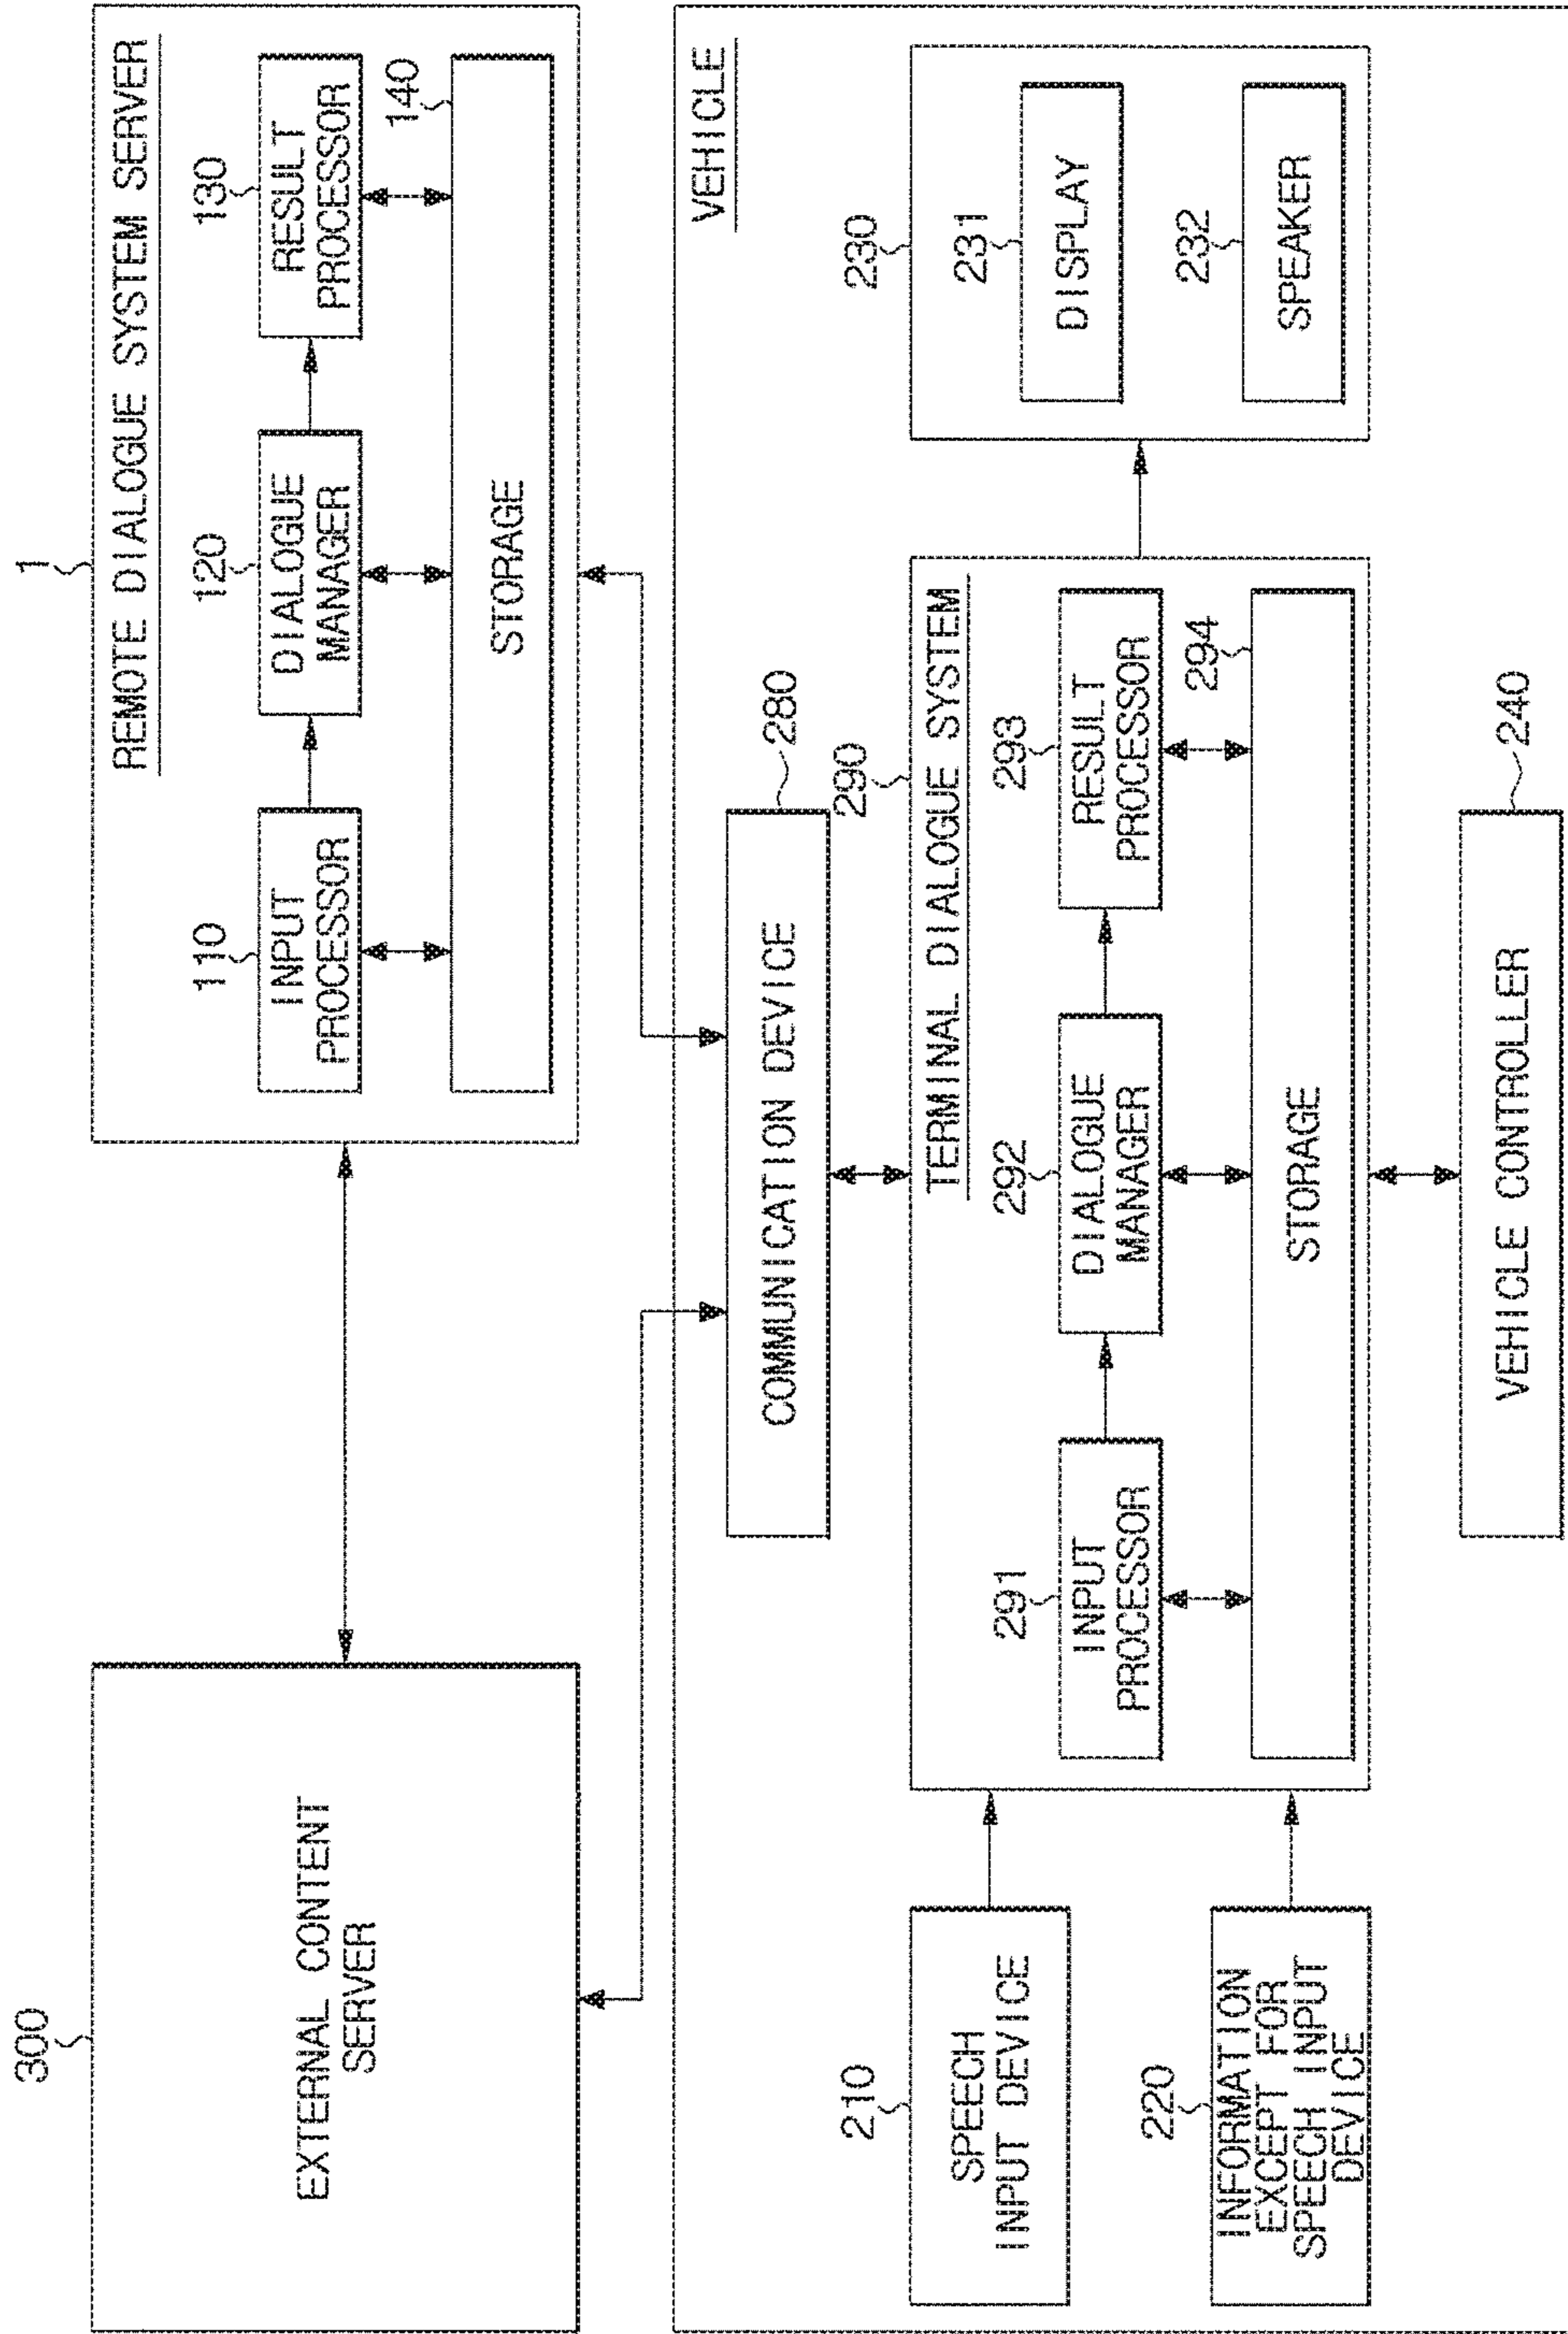 300
EXTERNAL CONTENT
SERVER
1
REMOTE DIALOGUE SYSTEM SERVER
110
INPUT
PROCESSOR
120
DIALOGUE
MANAGER
130
RESULT
PROCESSOR
140
STORAGE
VEHICLE
COMMUNICATION DEVICE
280
210
SPEECH
INPUT DEVICE
220
INFORMATION
EXCEPT FOR
SPEECH INPUT
DEVICE
290
TERMINAL DIALOGUE SYSTEM
291
INPUT
PROCESSOR
292
DIALOGUE
MANAGER
293
RESULT
PROCESSOR
294
STORAGE
230
231
DISPLAY
232
SPEAKER
VEHICLE CONTROLLER
240